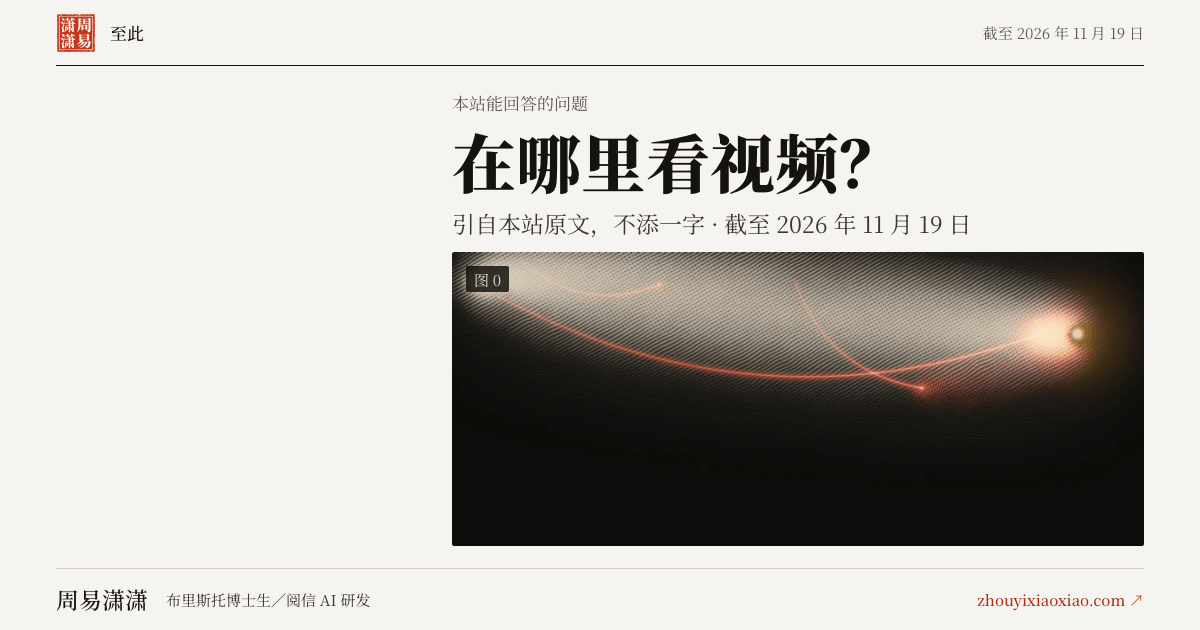 周易潇潇
至此
截至 2026 年 11 月 19 日
本站能回答的问题
在哪里看视频？
引自本站原文，不添一字 · 截至 2026 年 11 月 19 日
图 0
周易潇潇
布里斯托博士生／阅信 AI 研发
zhouyixiaoxiao.com ↗